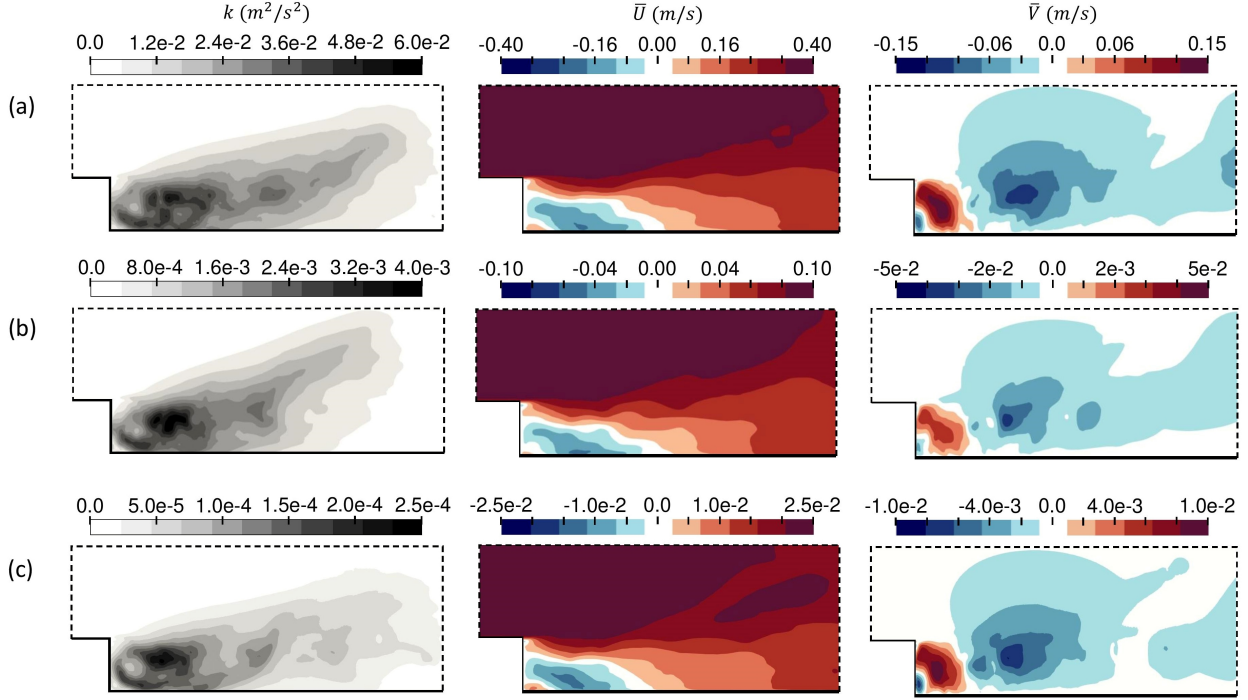 k (m²/s²) U̅ (m/s) V̅ (m/s)
0.0 1.2e-2 2.4e-2 3.6e-2 4.8e-2 6.0e-2 -0.40 -0.16 0.00 0.16 0.40 -0.15 -0.06 0.0 0.06 0.15
(a)
0.0 8.0e-4 1.6e-3 2.4e-3 3.2e-3 4.0e-3 -0.10 -0.04 0.00 0.04 0.10 -5e-2 -2e-2 0.0 2e-3 5e-2
(b)
0.0 5.0e-5 1.0e-4 1.5e-4 2.0e-4 2.5e-4 -2.5e-2 -1.0e-2 0.0 1.0e-2 2.5e-2 -1.0e-2 -4.0e-3 0.0 4.0e-3 1.0e-2
(c)